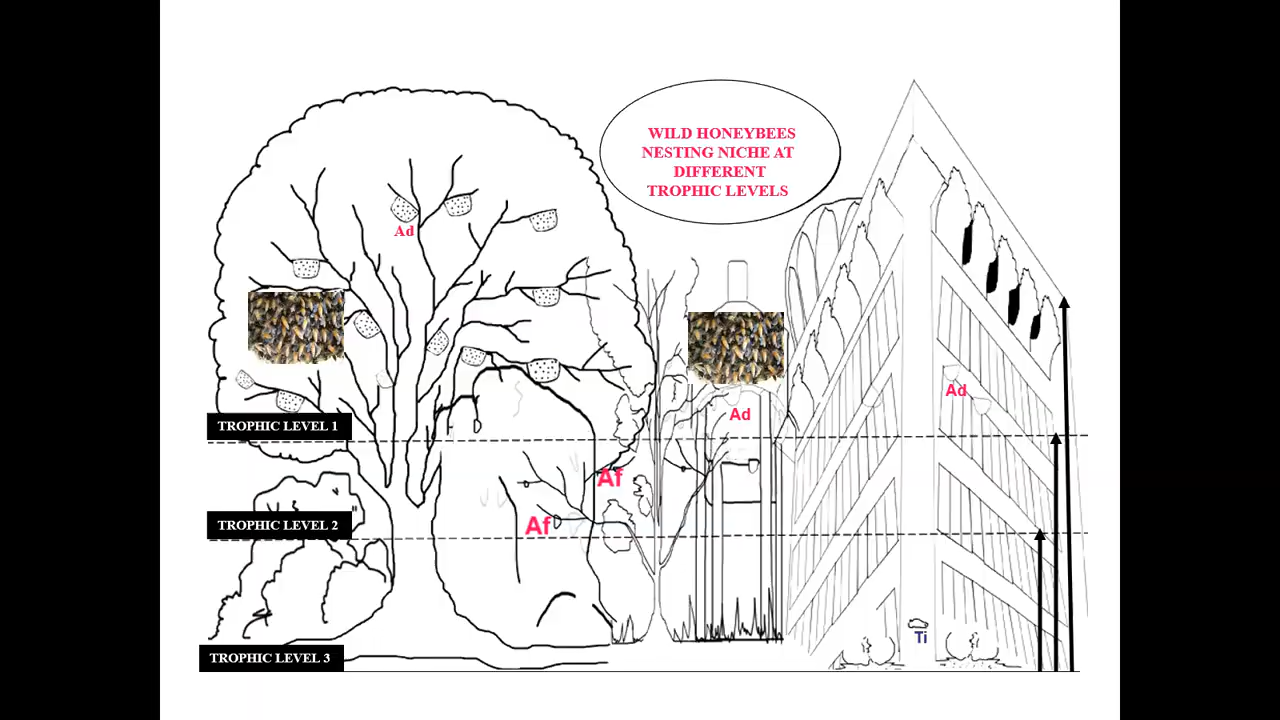 WILD HONEYBEES
NESTING NICHE AT
DIFFERENT
TROPHIC LEVELS
Ad
Ad
Ad
TROPHIC LEVEL 1
Af
Af
TROPHIC LEVEL 2
Ti
TROPHIC LEVEL 3